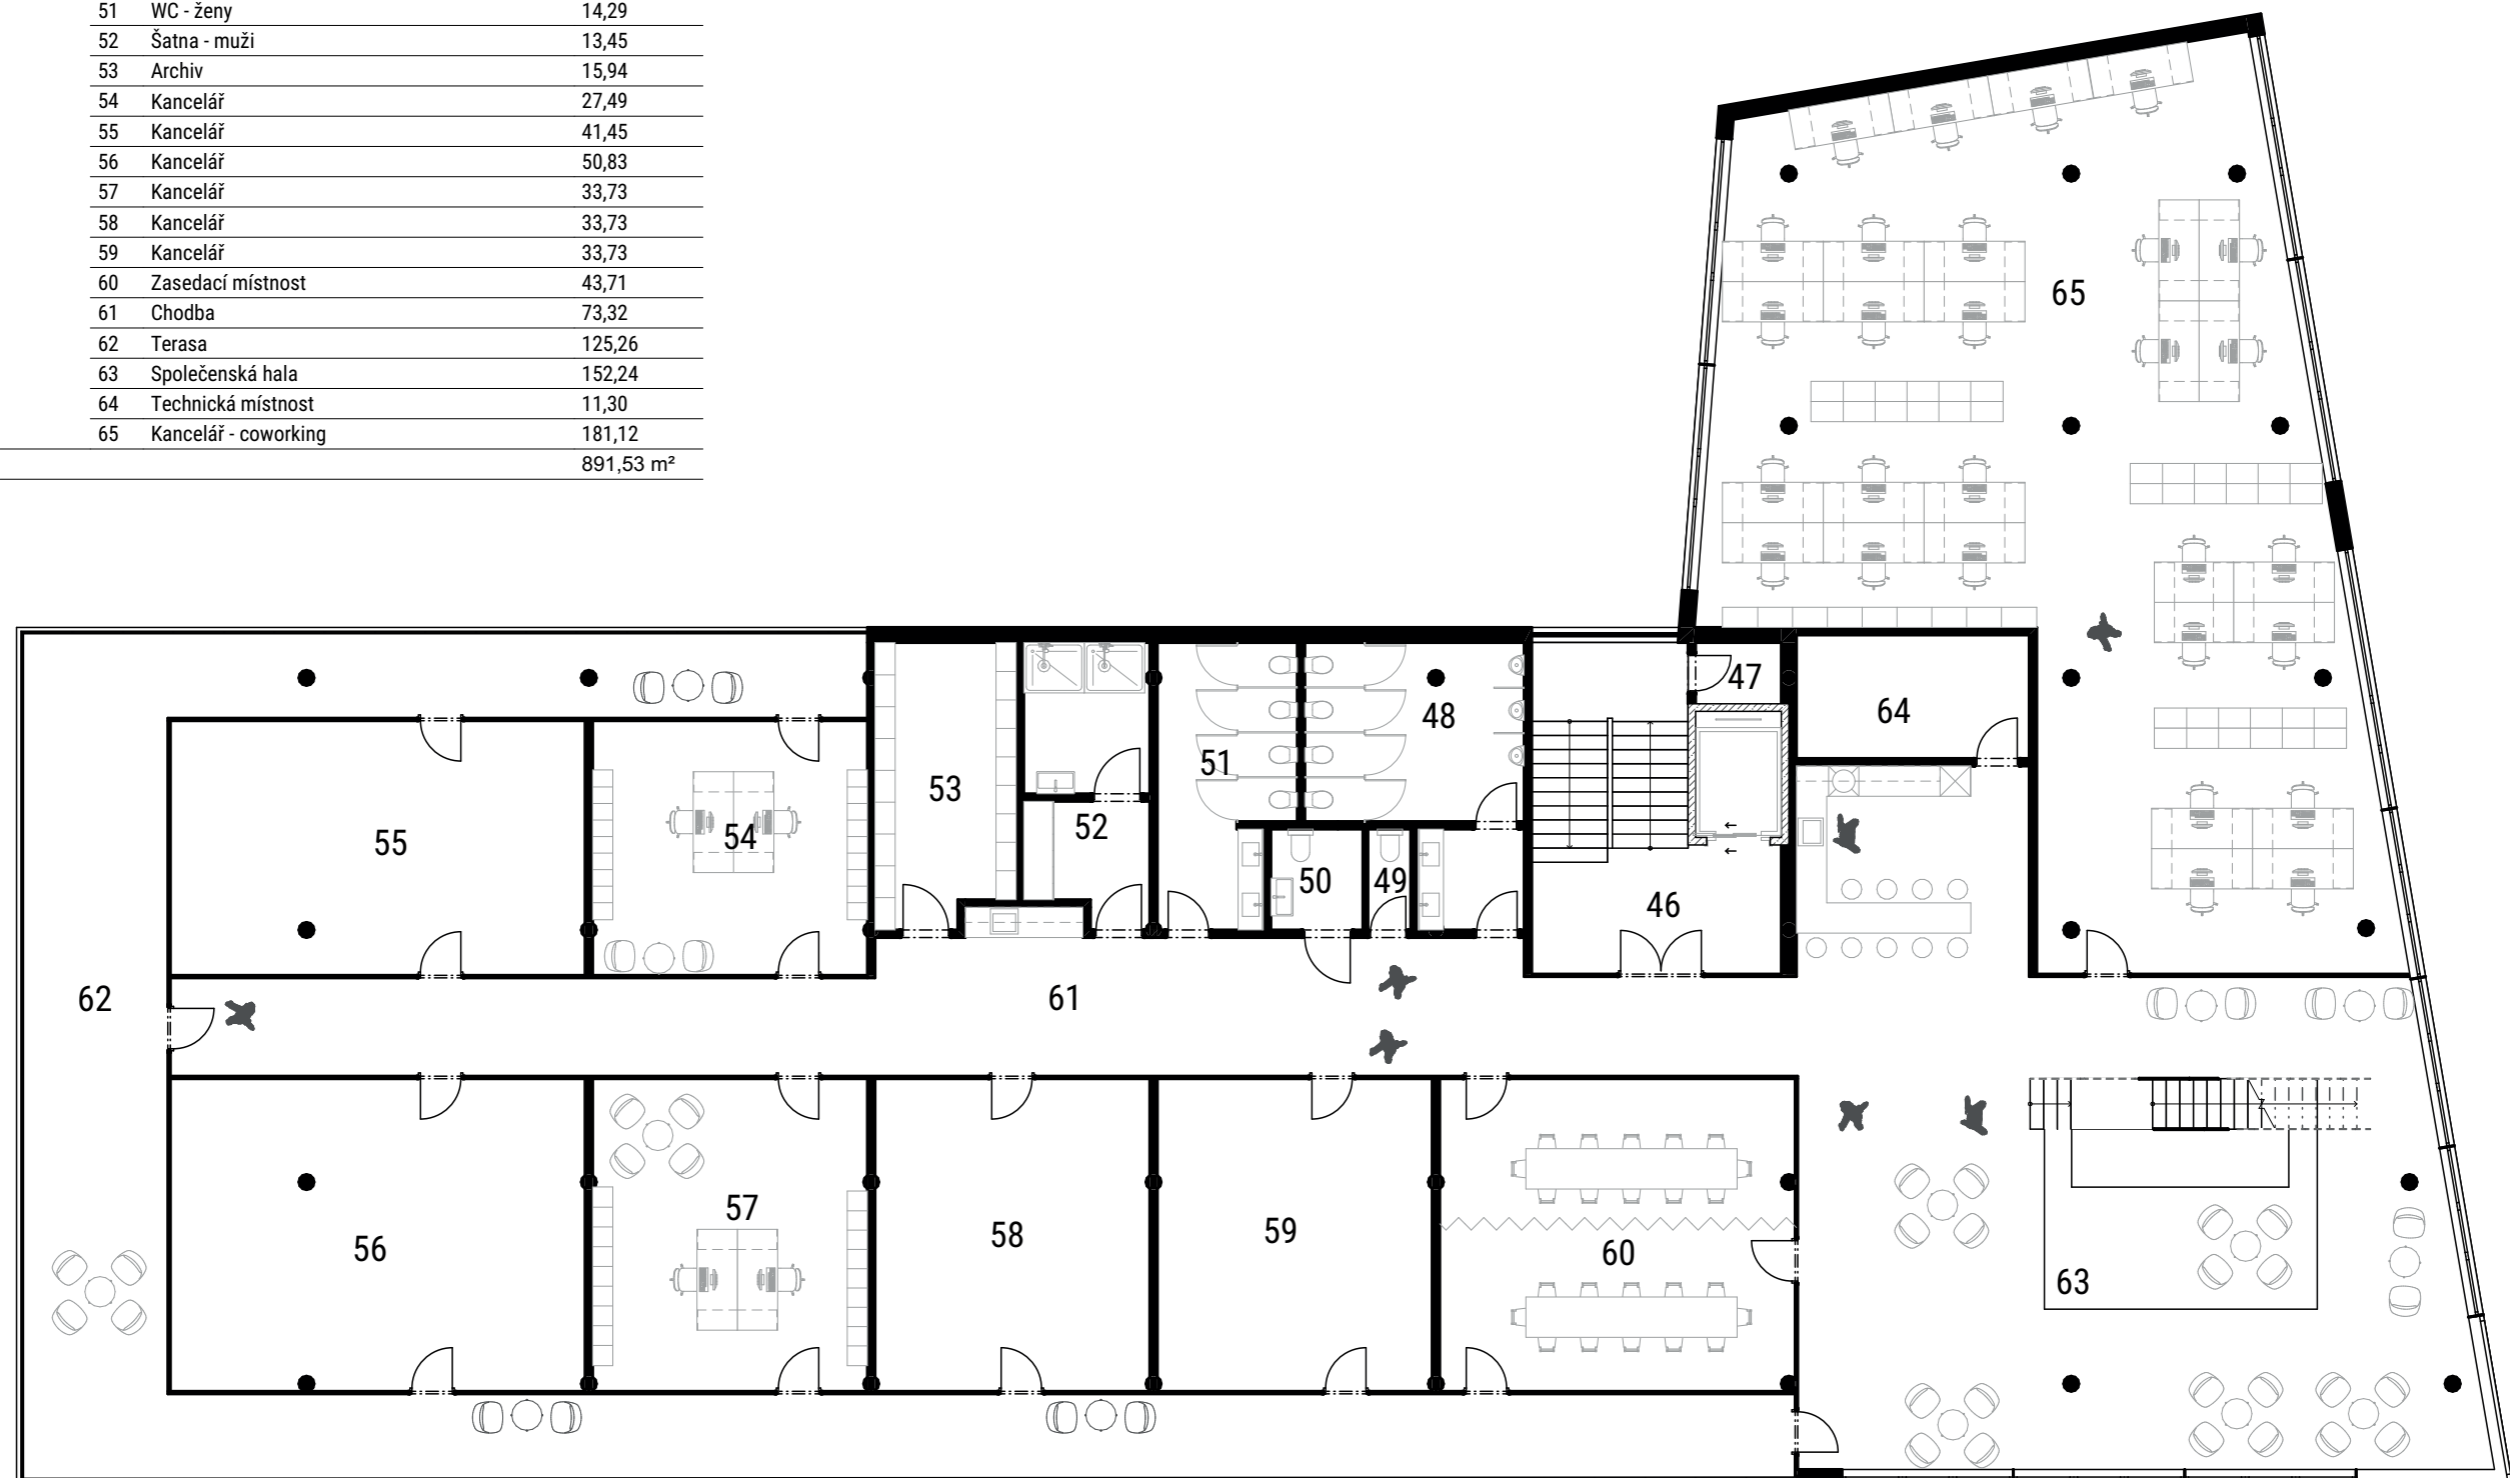 51 WC - ženy 14,29
52 Šatna - muži 13,45
53 Archiv 15,94
54 Kancelář 27,49
55 Kancelář 41,45
56 Kancelář 50,83
57 Kancelář 33,73
58 Kancelář 33,73
59 Kancelář 33,73
60 Zasedací místnost 43,71
61 Chodba 73,32
62 Terasa 125,26
63 Společenská hala 152,24
64 Technická místnost 11,30
65 Kancelář - coworking 181,12
891,53 m²
65
47
64
48
51
53
52
55
54
50
49
46
62
61
57
56
58
59
60
63